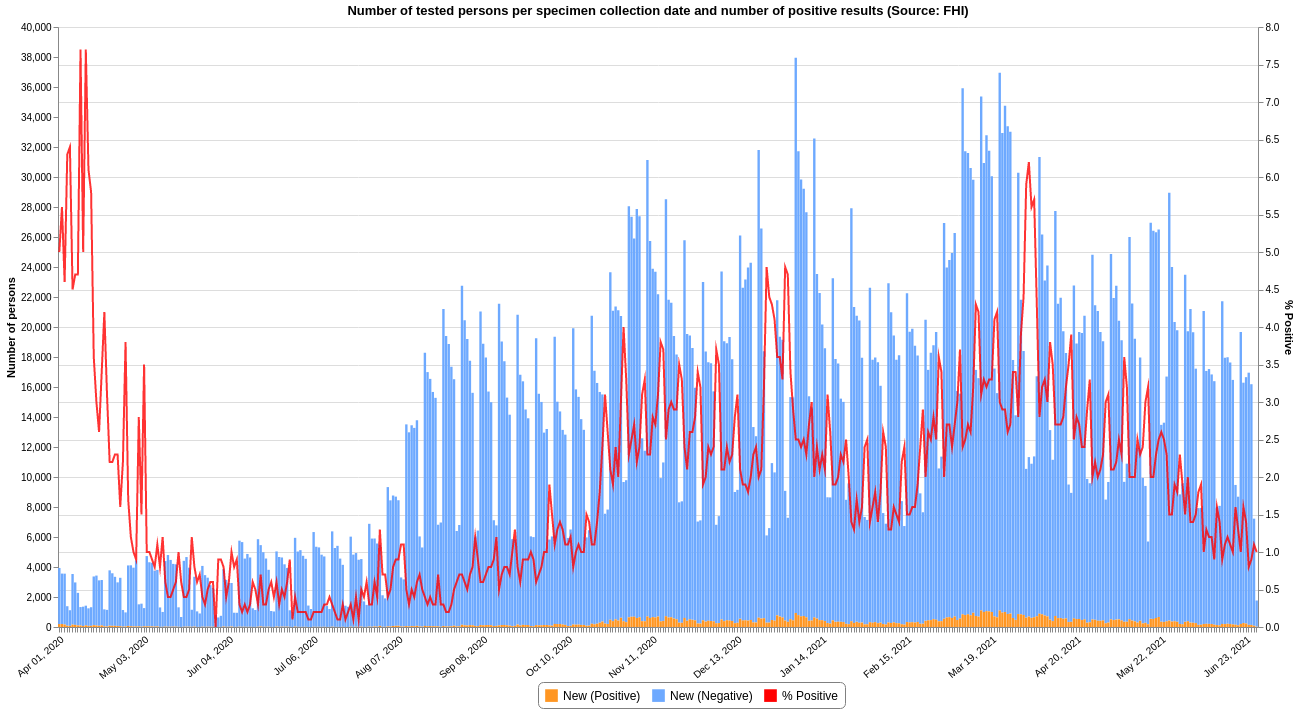 Number of tested persons per specimen collection date and number of positive results (Source: FHI)
40,000
38,000
36,000
34,000
32,000
30,000
28,000
26,000
24,000
22,000
20,000
18,000
16,000
14,000
12,000
10,000
8,000
6,000
4,000
2,000
0
Number of persons
8.0
7.5
7.0
6.5
6.0
5.5
5.0
4.5
4.0
3.5
3.0
2.5
2.0
1.5
1.0
0.5
0.0
% Positive
Apr 01, 2020
May 03, 2020
Jun 04, 2020
Jul 06, 2020
Aug 07, 2020
Sep 08, 2020
Oct 10, 2020
Nov 11, 2020
Dec 13, 2020
Jan 14, 2021
Feb 15, 2021
Mar 19, 2021
Apr 20, 2021
May 22, 2021
Jun 23, 2021
New (Positive)
New (Negative)
% Positive